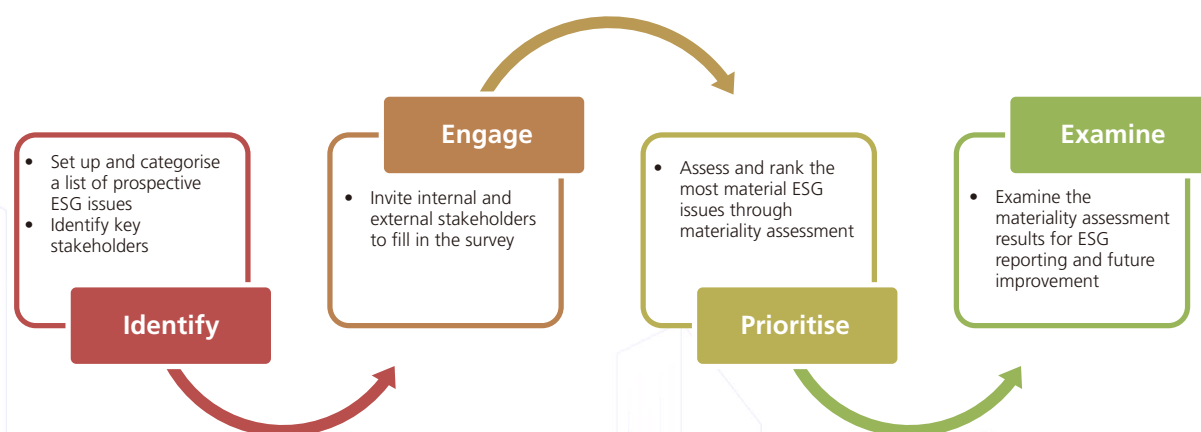 • Set up and categorise
a list of prospective
ESG issues
• Identify key
stakeholders
Identify
Engage
• Invite internal and
external stakeholders
to fill in the survey
• Assess and rank the
most material ESG
issues through
materiality assessment
Prioritise
Examine
• Examine the
materiality assessment
results for ESG
reporting and future
improvement